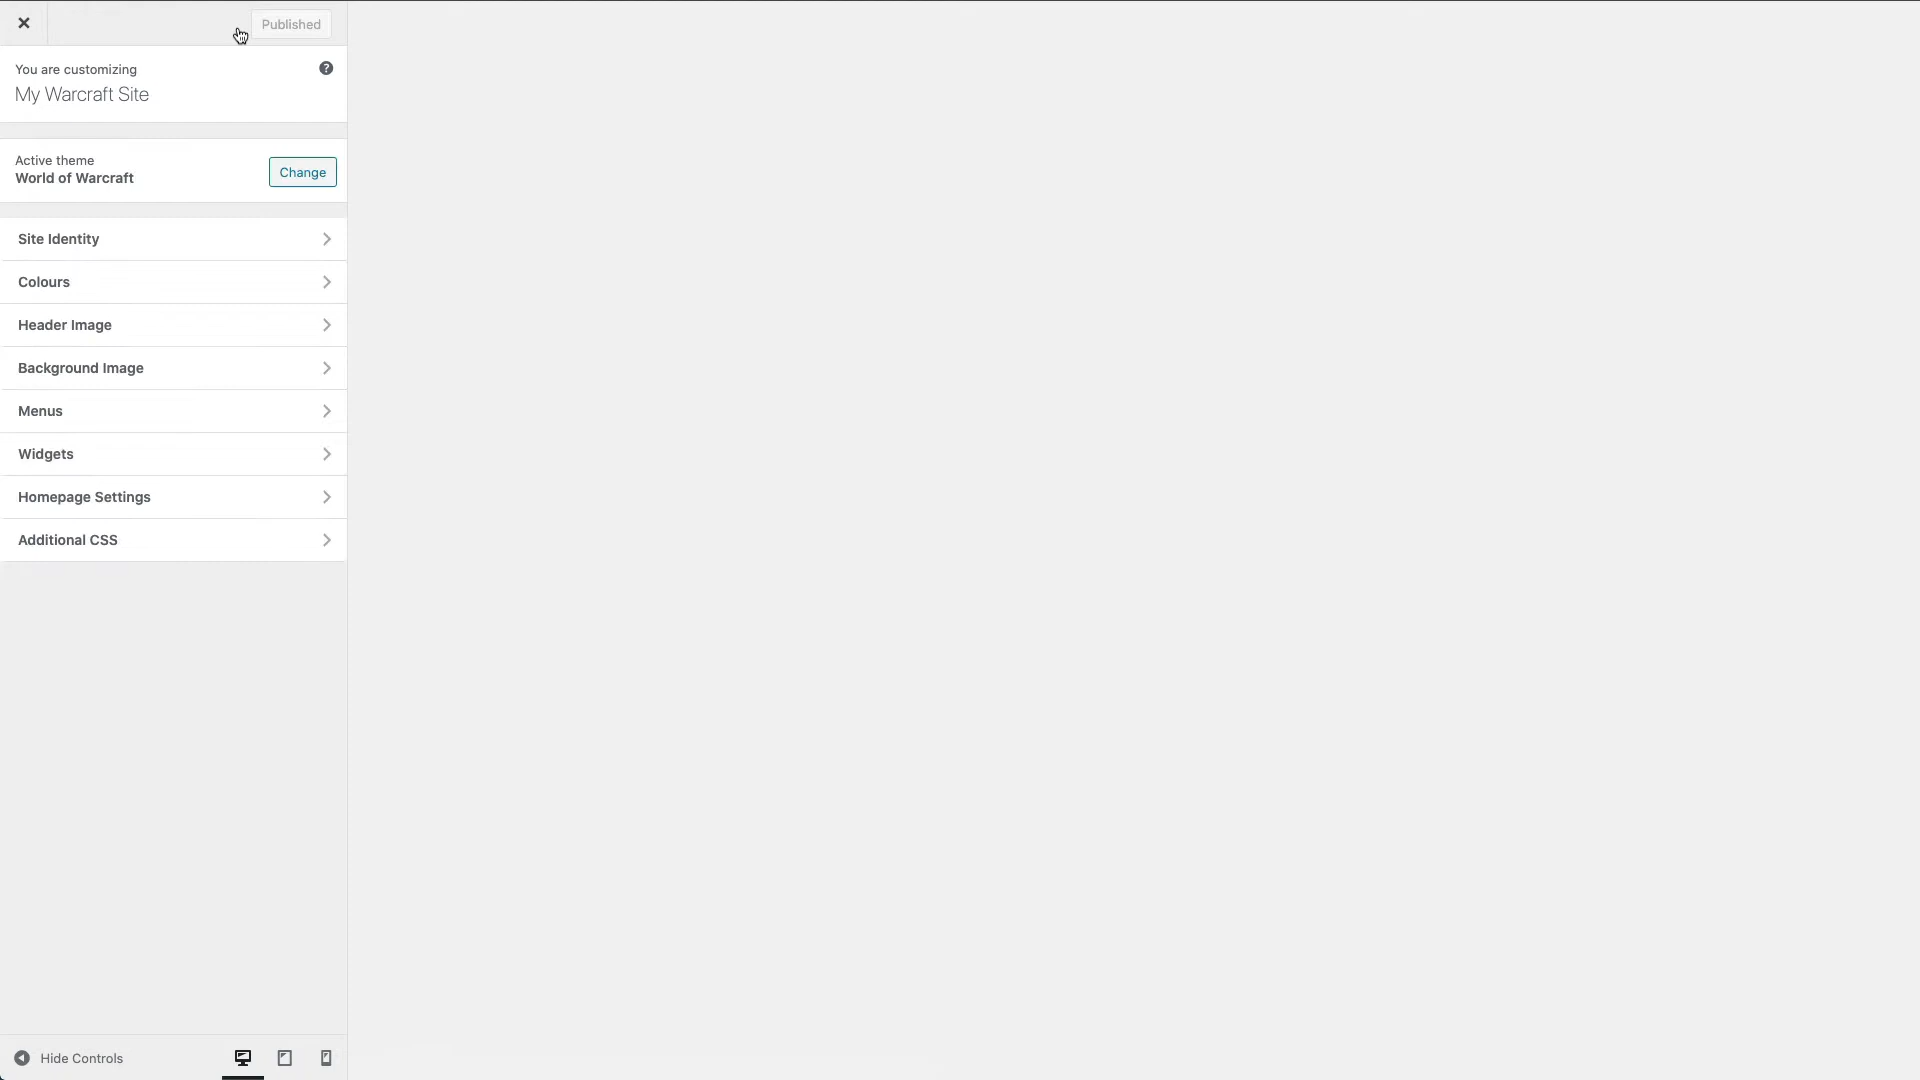 Published
You are customizing
My Warcraft Site
Active theme
World of Warcraft
Change
Site Identity
Colours
Header Image
Background Image
Menus
Widgets
Homepage Settings
Additional CSS
Hide Controls